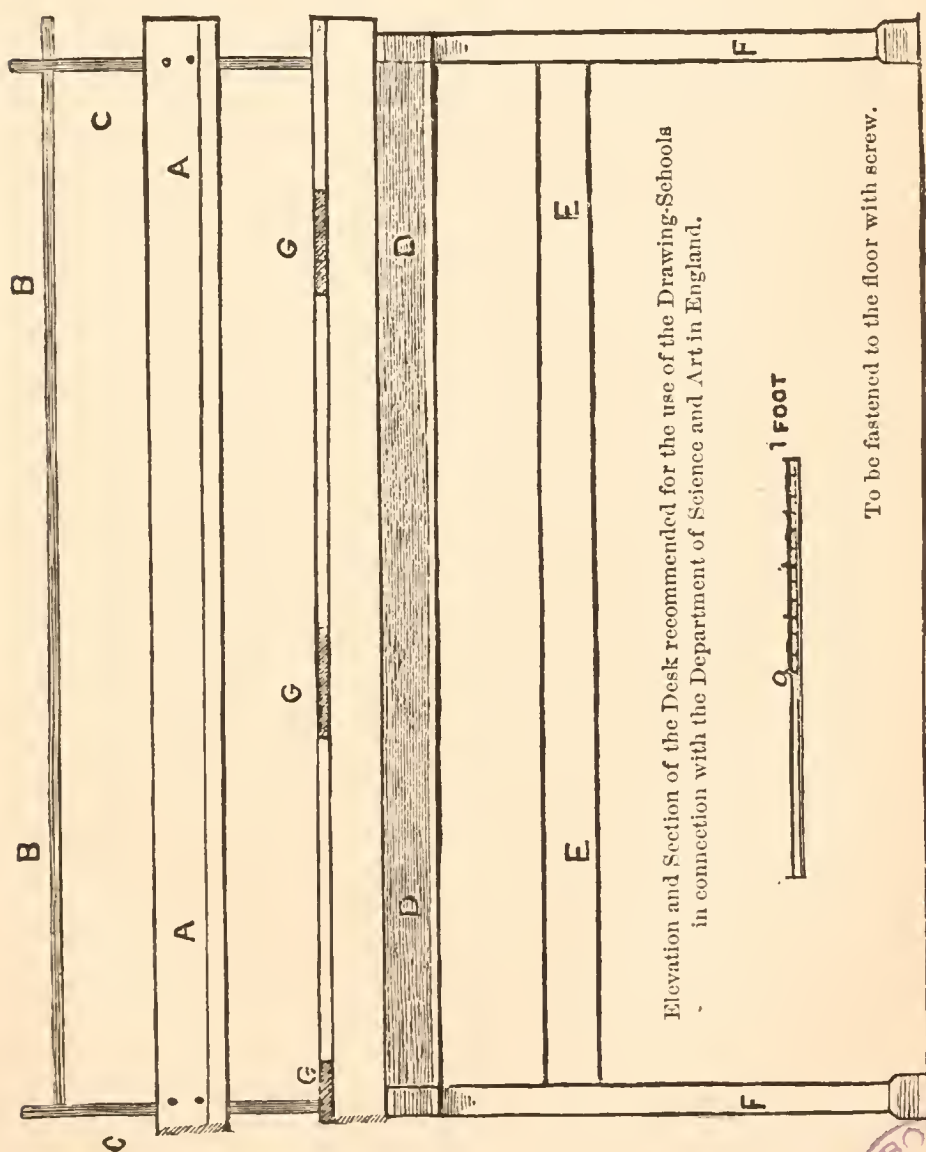 B B
C C
A A
G G G
D D
E E
F F
Elevation and Section of the Desk recommended for the use of the Drawing-Schools
in connection with the Department of Science and Art in England.
0 1 FOOT
To be fastened to the floor with screw.